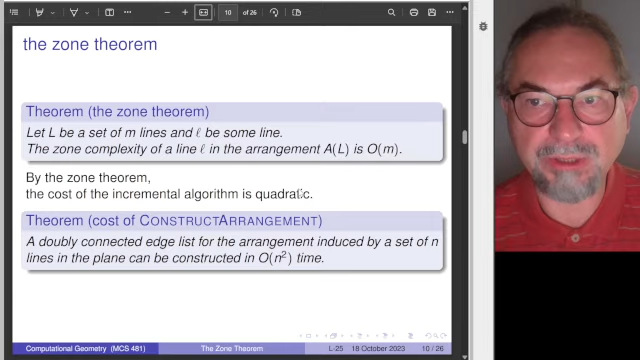 10 of 26
the zone theorem
Theorem (the zone theorem)
Let L be a set of m lines and ℓ be some line.
The zone complexity of a line ℓ in the arrangement A(L) is O(m).
By the zone theorem,
the cost of the incremental algorithm is quadratic.
Theorem (cost of CONSTRUCTARRANGEMENT)
A doubly connected edge list for the arrangement induced by a set of n
lines in the plane can be constructed in O(n²) time.
Computational Geometry (MCS 481) The Zone Theorem L-25 18 October 2023 10 / 26